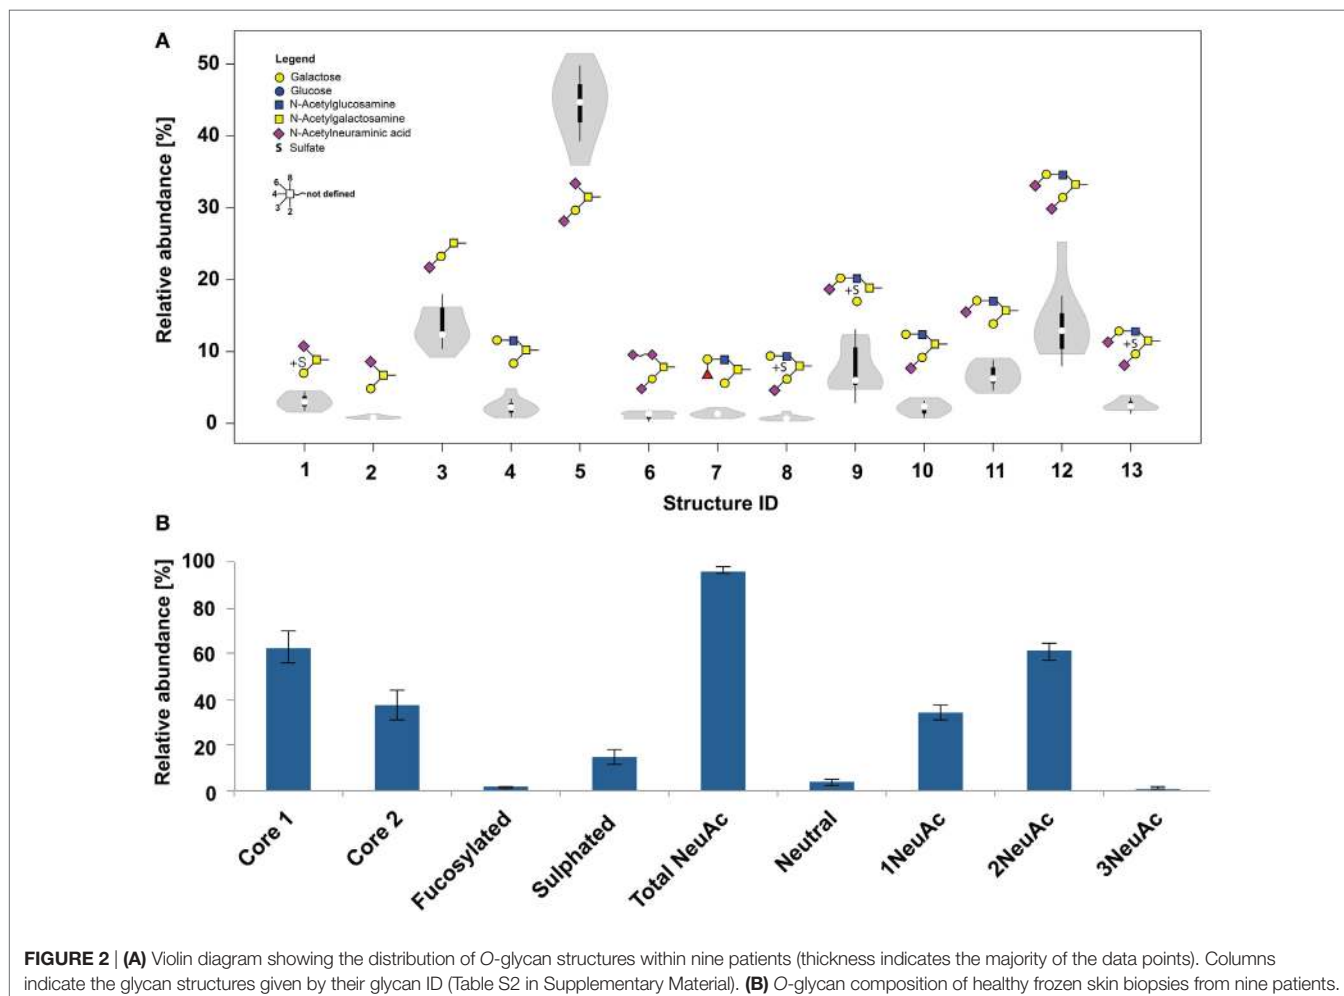 A
Relative abundance [%]
50
40
30
20
10
0
Legend
Galactose
Glucose
N-Acetylglucosamine
N-Acetylgalactosamine
N-Acetylneuraminic acid
S Sulfate
8
6
4
3
2
not defined
+S
+S
+S
+S
1 2 3 4 5 6 7 8 9 10 11 12 13
Structure ID
B
Relative abundance [%]
100
80
60
40
20
0
Core 1
Core 2
Fucosylated
Sulphated
Total NeuAc
Neutral
1NeuAc
2NeuAc
3NeuAc
FIGURE 2 | (A) Violin diagram showing the distribution of O-glycan structures within nine patients (thickness indicates the majority of the data points). Columns
indicate the glycan structures given by their glycan ID (Table S2 in Supplementary Material). (B) O-glycan composition of healthy frozen skin biopsies from nine patients.